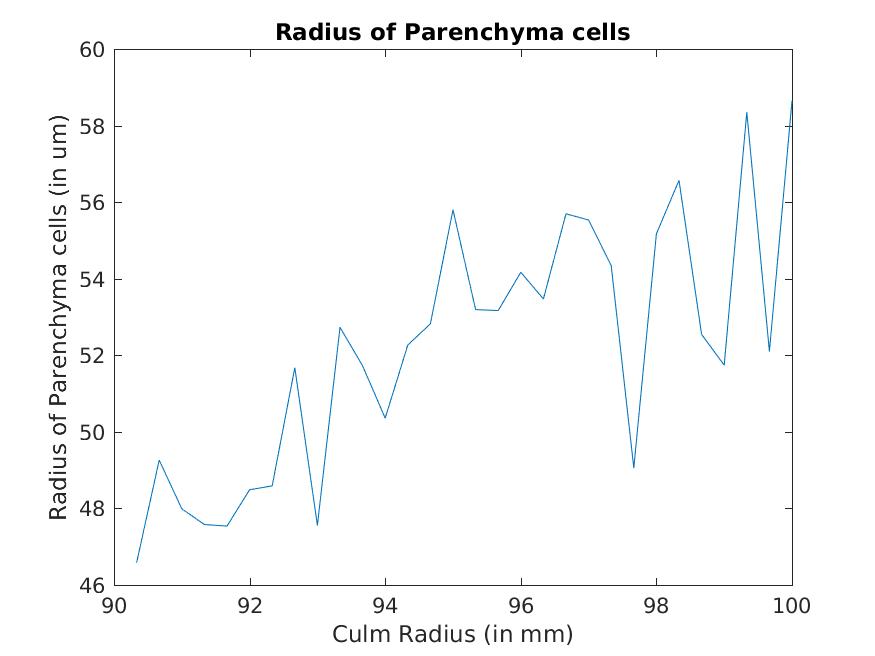 Radius of Parenchyma cells
Radius of Parenchyma cells (in um)
60
58
56
54
52
50
48
46
90 92 94 96 98 100
Culm Radius (in mm)